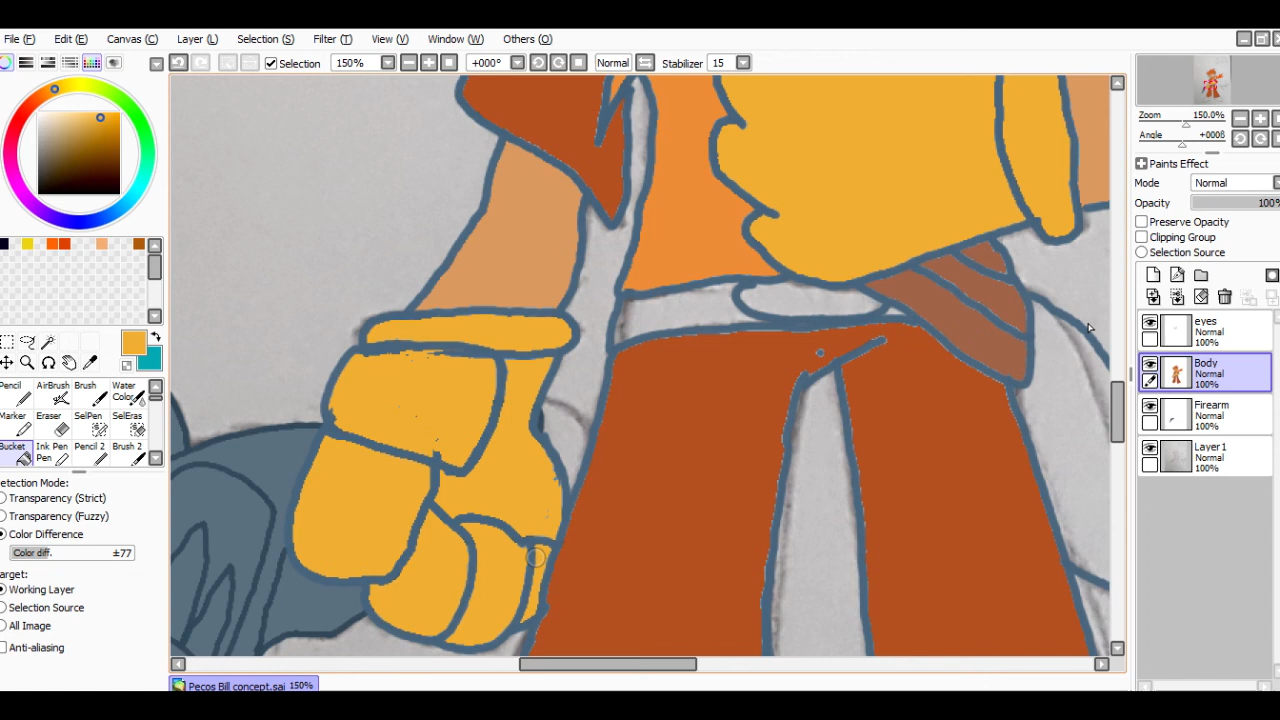 File (F) Edit (E) Canvas (C) Layer (L) Selection (S) Filter (T) View (V) Window (W) Others (O)
Selection 150% +000° Normal Stabilizer 15
Zoom 150.0%
Angle
Paints Effect
Mode Normal
Opacity 100%
Preserve Opacity
Clipping Group
Selection Source
eyes
Normal
100%
Body
Normal
100%
Firearm
Normal
100%
Layer1
Normal
100%
Pencil AirBrush Brush Water
Color
Marker Eraser SelPen SelEras
Bucket Ink Pen Pencil 2 Brush 2
Pen
etection Mode:
Transparency (Strict)
Transparency (Fuzzy)
Color Difference
Color diff. ±77
arget:
Working Layer
Selection Source
All Image
Anti-aliasing
Pecos Bill concept.sai 150%